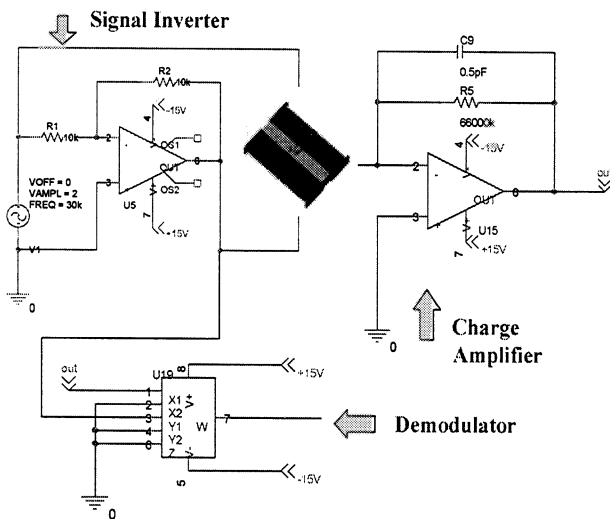 Signal Inverter
R2
10k
R1
10k
4
-15V
2
OS1
OUT
6
OS2
3
U5
7
+15V
VOFF = 0
VAMPL = 2
FREQ = 30k
V1
0
C9
0.5pF
R5
66000k
4
-15V
2
-
OUT
6
out
3
+
U15
7
+15V
0
Charge
Amplifier
out
U19
8
+15V
1
X1
V+
2
X2
3
Y1
W
7
4
Y2
6
Z
V-
5
-15V
0
Demodulator